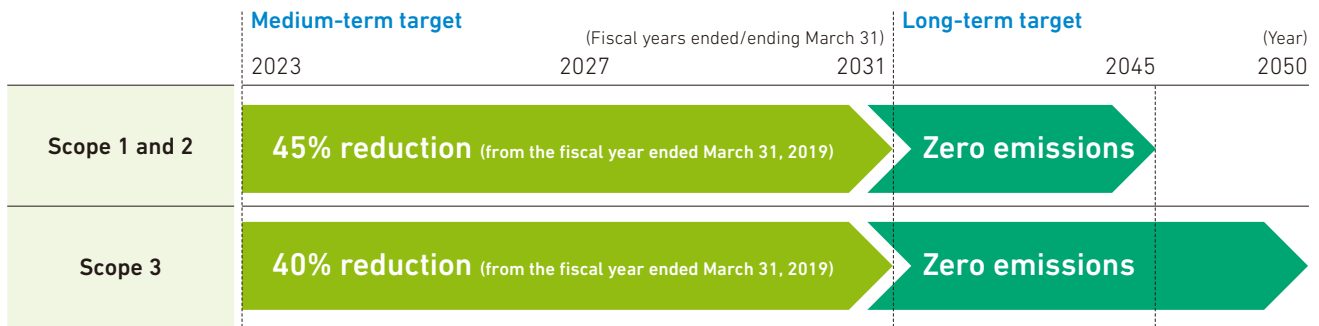 Medium-term target
Long-term target
(Fiscal years ended/ending March 31)
(Year)
2023 2027 2031 2045 2050
Scope 1 and 2
45% reduction (from the fiscal year ended March 31, 2019)
Zero emissions
Scope 3
40% reduction (from the fiscal year ended March 31, 2019)
Zero emissions